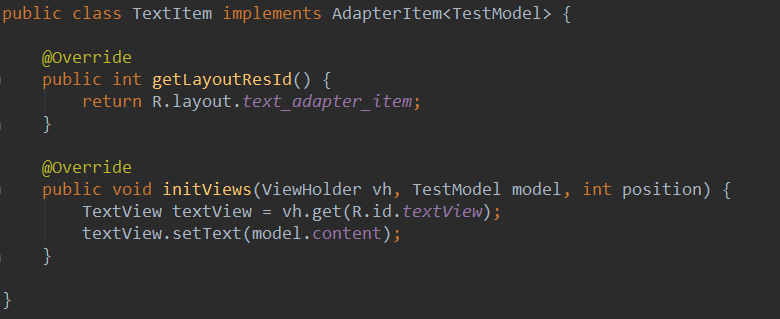 public class TextItem implements AdapterItem<TestModel> {
@Override
public int getLayoutResId() {
return R.layout.text_adapter_item;
}
@Override
public void initViews(ViewHolder vh, TestModel model, int position) {
TextView textView = vh.get(R.id.textView);
textView.setText(model.content);
}
}